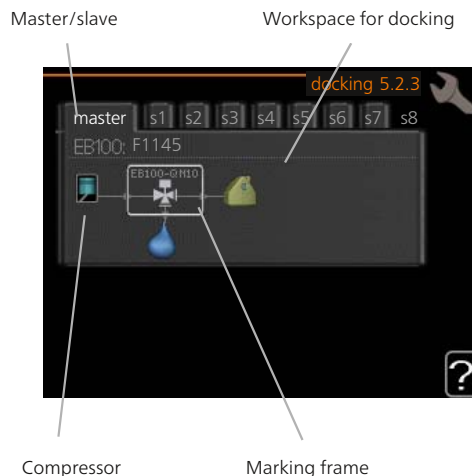 Master/slave Workspace for docking
docking 5.2.3
master s1 s2 s3 s4 s5 s6 s7 s8
EB100: F1145
EB100-QN10
?
Compressor Marking frame